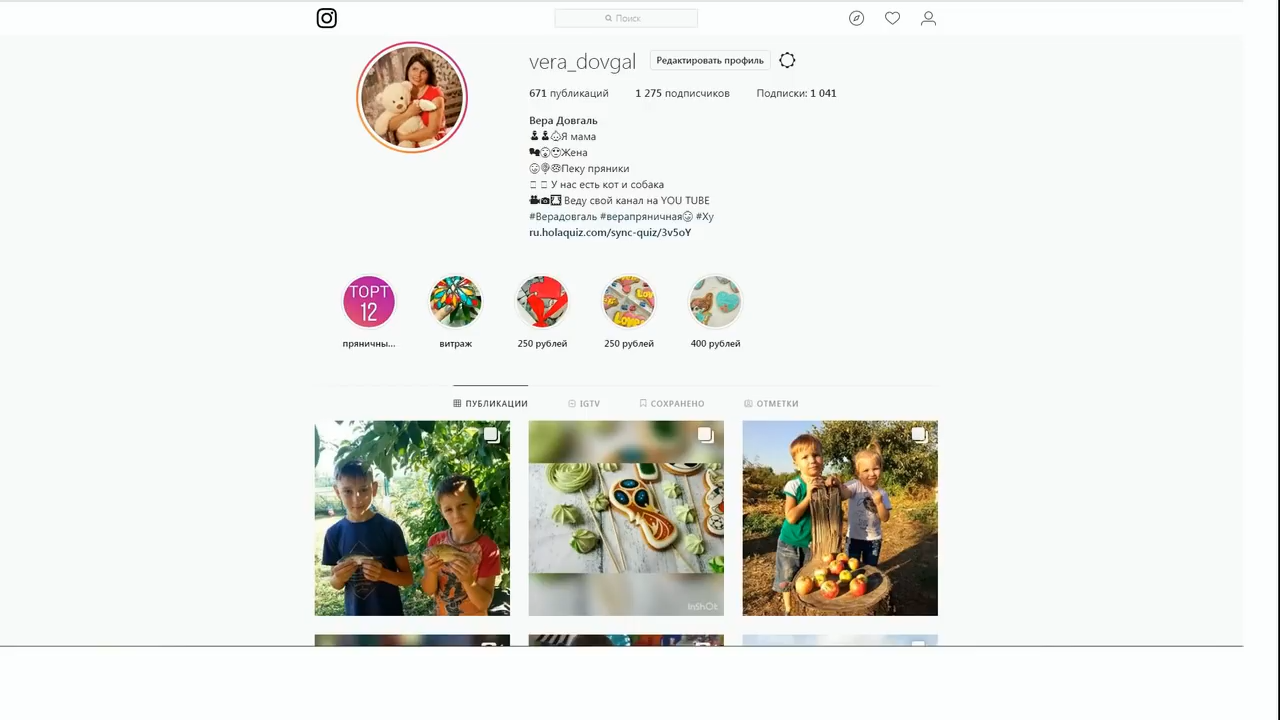 Поиск
vera_dovgal Редактировать профиль
671 публикаций 1 275 подписчиков Подписки: 1 041
Вера Довгаль
Я мама
Жена
Пеку пряники
У нас есть кот и собака
Веду свой канал на YOU TUBE
#Верадовгаль #верапряничная #Ху
ru.holaquiz.com/sync-quiz/3v5oY
ТОРТ
12
Love
пряничны... витраж 250 рублей 250 рублей 400 рублей
ПУБЛИКАЦИИ IGTV СОХРАНЕНО ОТМЕТКИ
InShOt